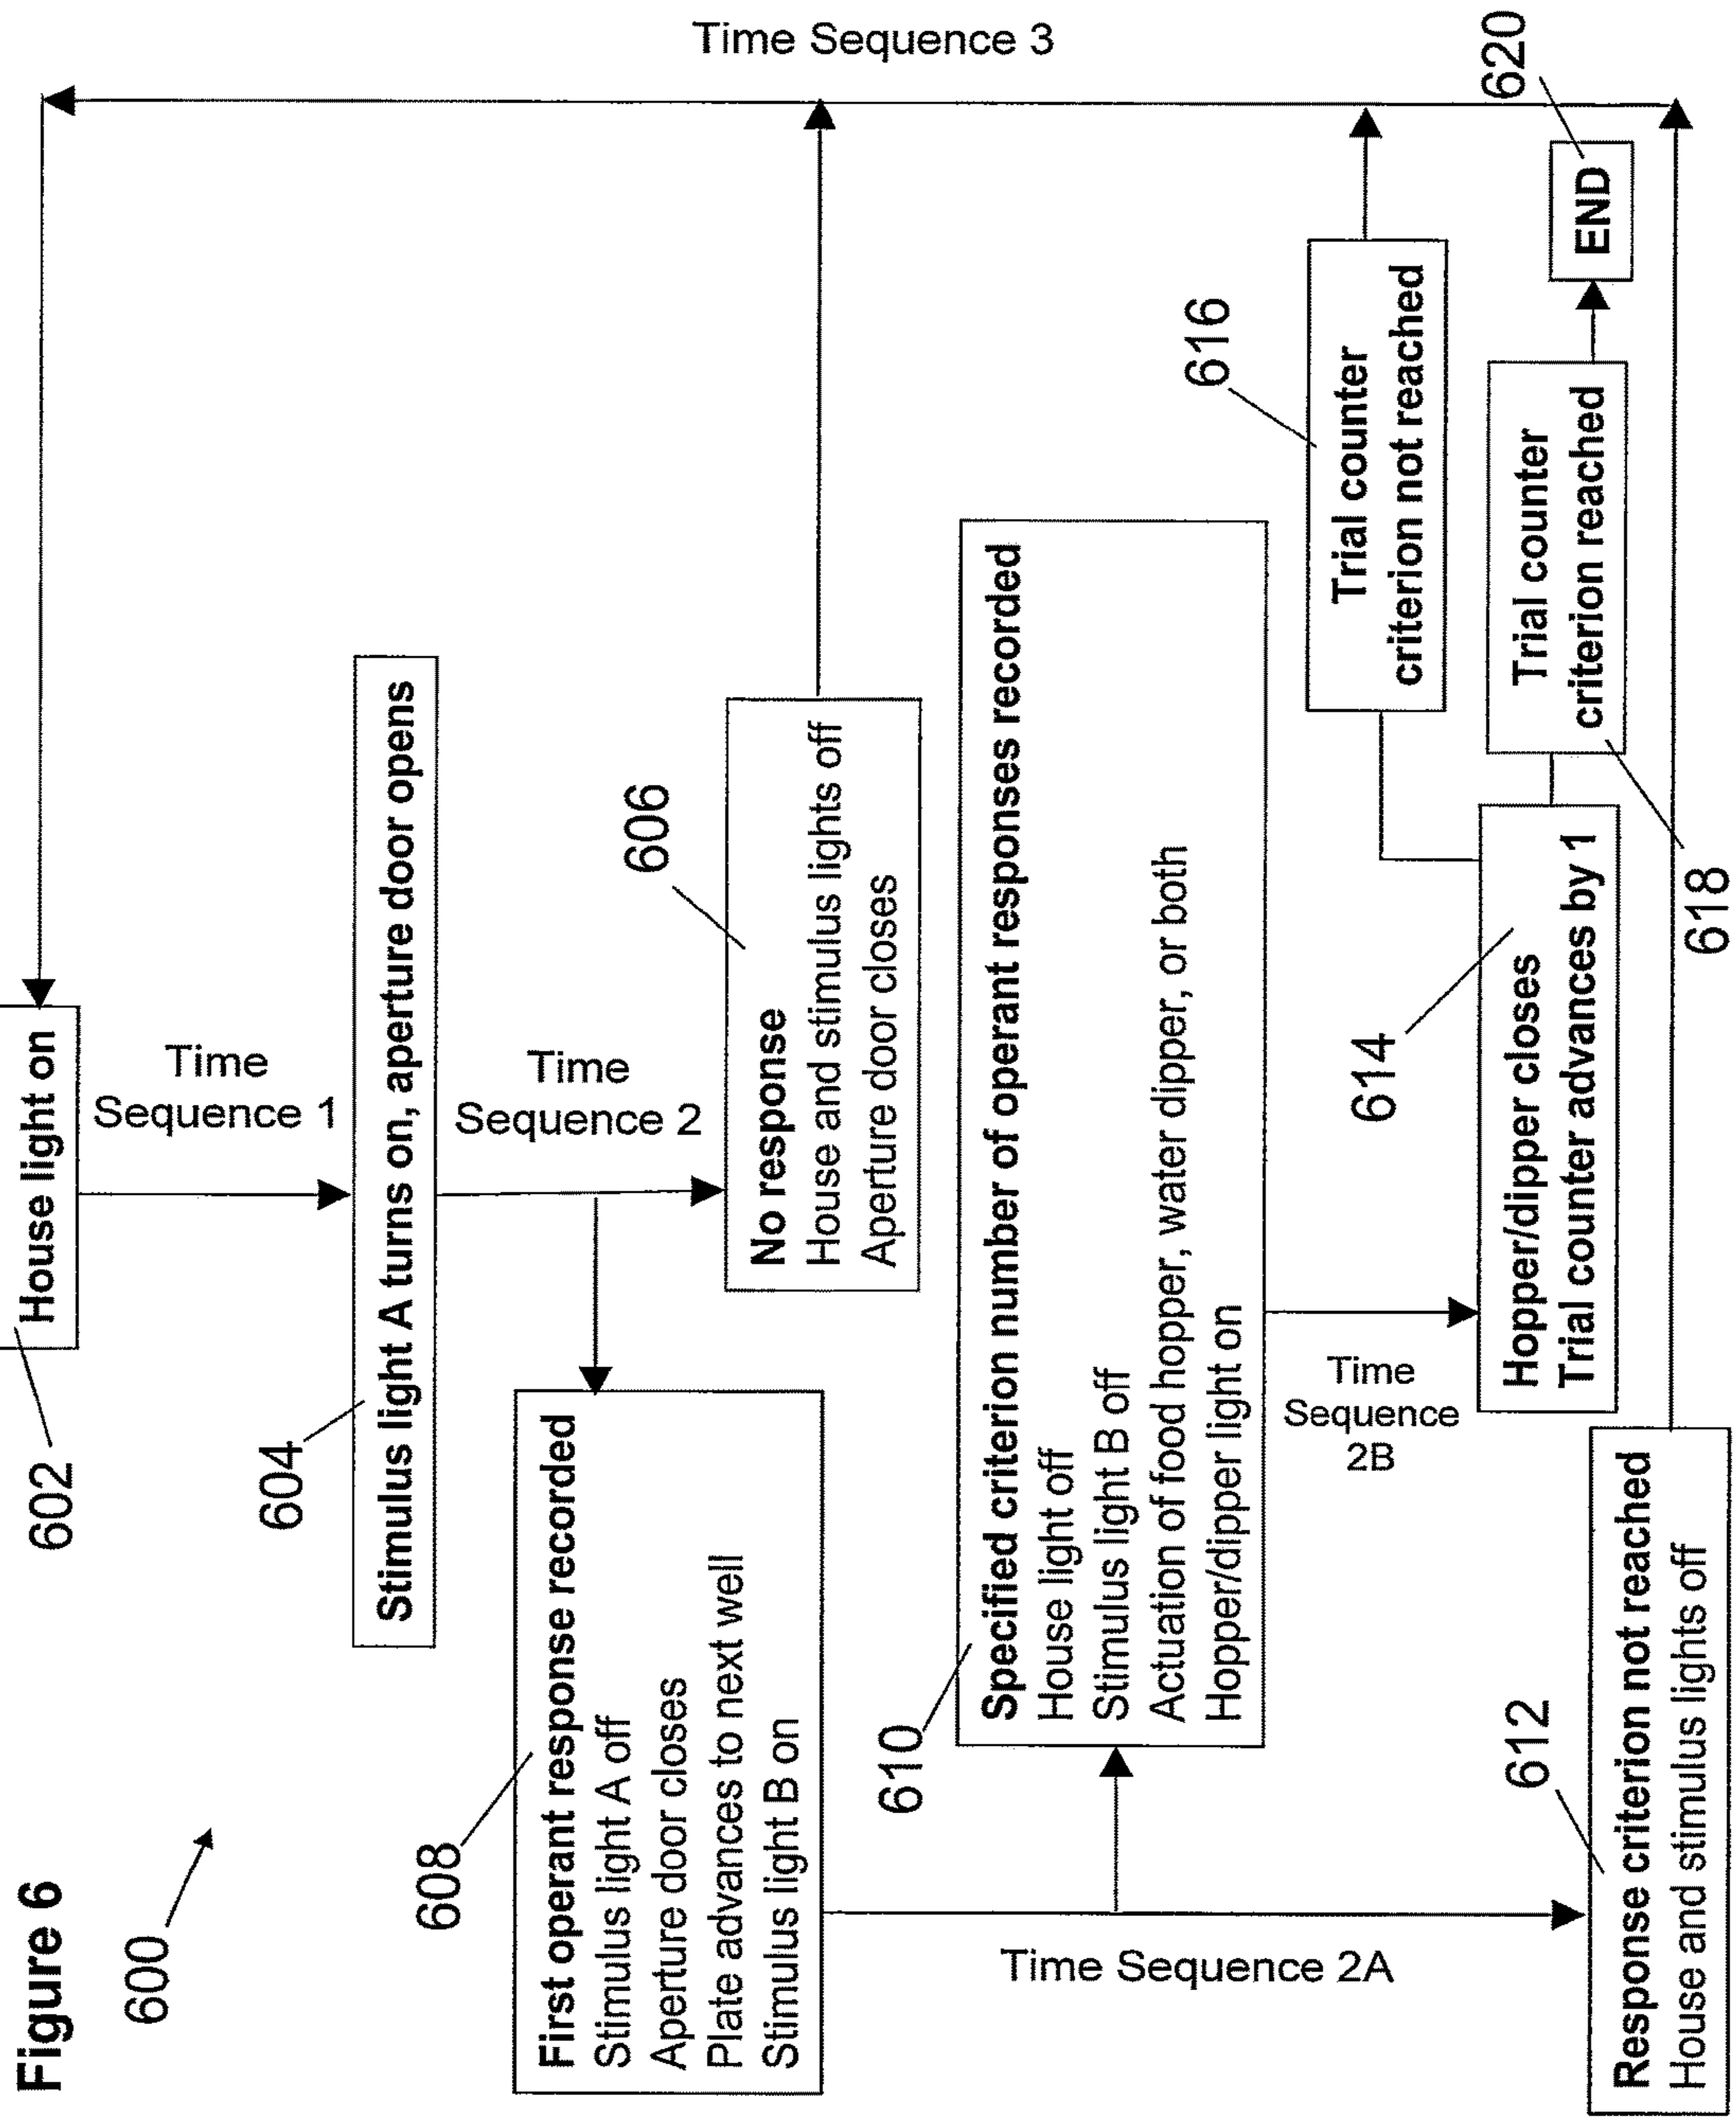 Figure 6
600
602
House light on
Time
Sequence 1
Time Sequence 3
604
Stimulus light A turns on, aperture door opens
Time
Sequence 2
608
First operant response recorded
Stimulus light A off
Aperture door closes
Plate advances to next well
Stimulus light B on
606
No response
House and stimulus lights off
Aperture door closes
610
Specified criterion number of operant responses recorded
House light off
Stimulus light B off
Actuation of food hopper, water dipper, or both
Hopper/dipper light on
Time Sequence 2A
Time
Sequence
2B
616
Trial counter
criterion not reached
614
Hopper/dipper closes
Trial counter advances by 1
Trial counter
criterion reached
618
END
620
612
Response criterion not reached
House and stimulus lights off